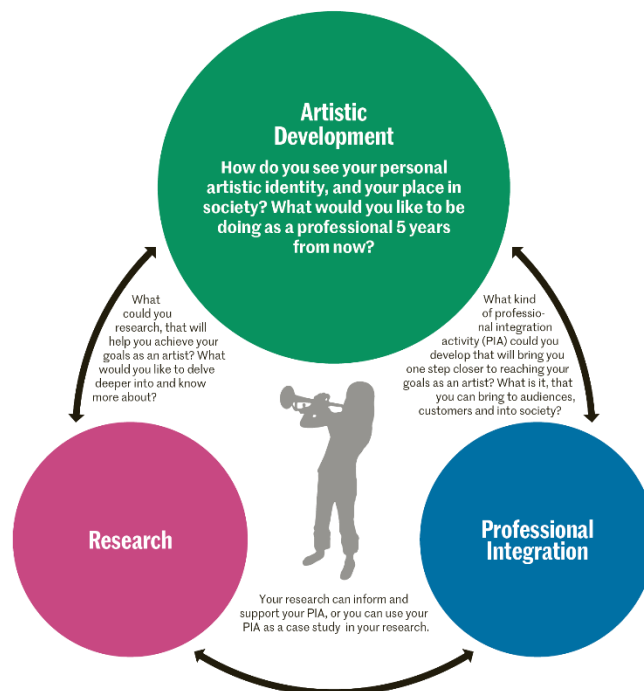 Artistic
Development
How do you see your personal
artistic identity, and your place in
society? What would you like to be
doing as a professional 5 years
from now?
What
could you
research, that will
help you achieve your
goals as an artist? What
would you like to delve
deeper into and know
more about?
What kind
of professio-
nal integration
activity (PIA) could you
develop that will bring you
one step closer to reaching your
goals as an artist? What is it, that
you can bring to audiences,
customers and into society?
Research
Professional
Integration
Your research can inform and
support your PIA, or you can use your
PIA as a case study in your research.